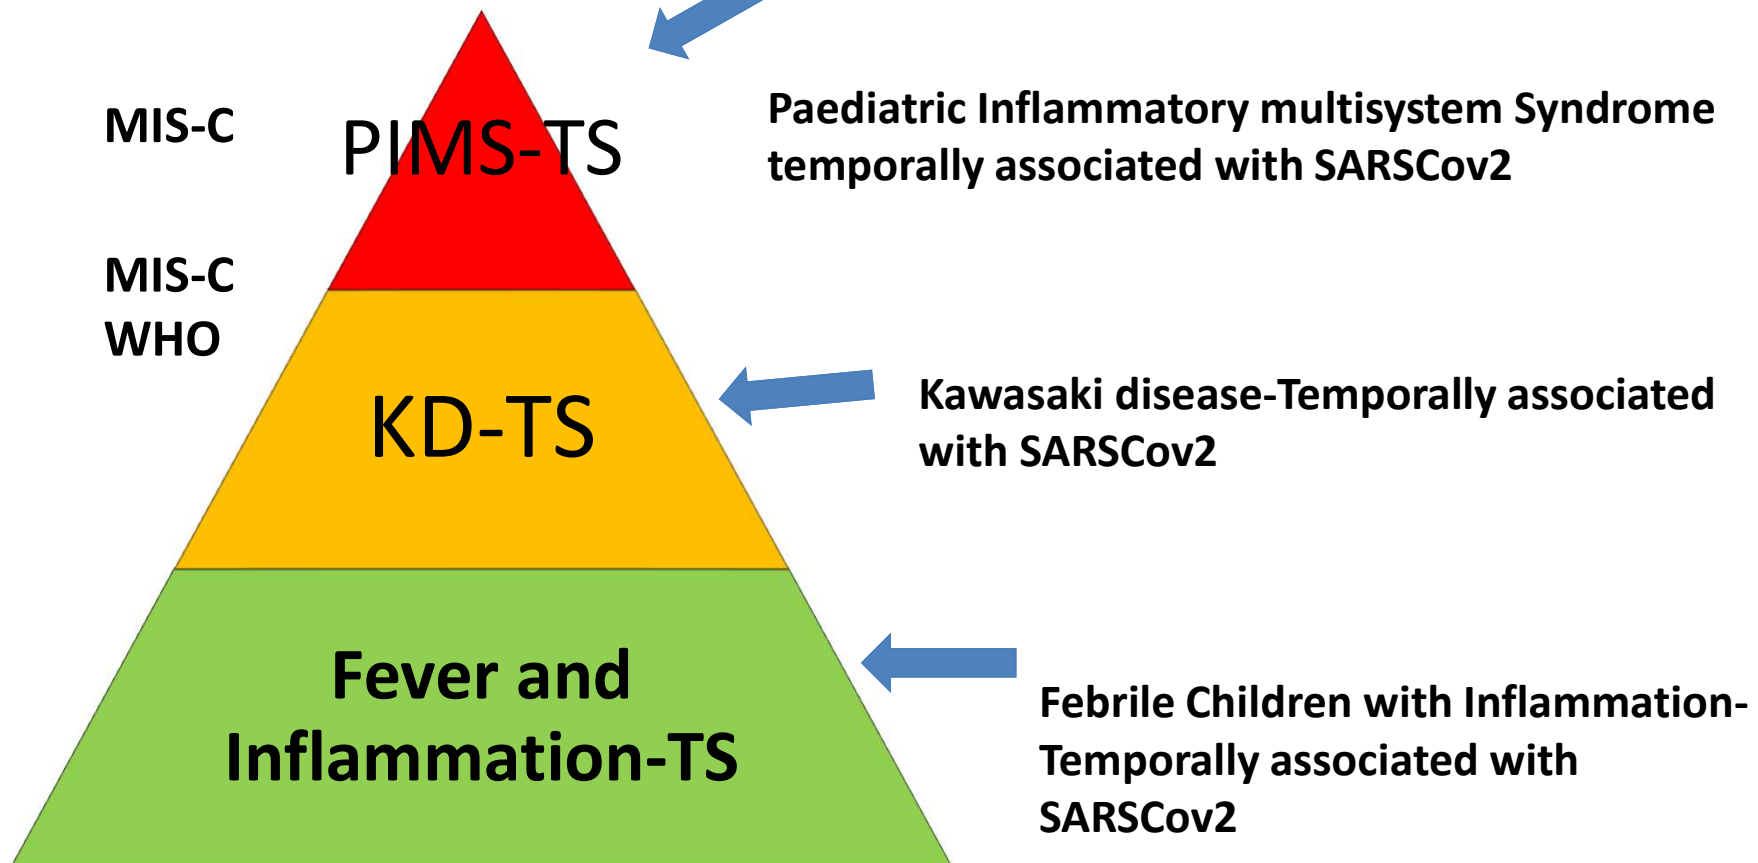 MIS-C
PIMS-TS
Paediatric Inflammatory multisystem Syndrome
temporally associated with SARSCov2
MIS-C
WHO
KD-TS
Kawasaki disease-Temporally associated
with SARSCov2
Fever and
Inflammation-TS
Febrile Children with Inflammation-
Temporally associated with
SARSCov2